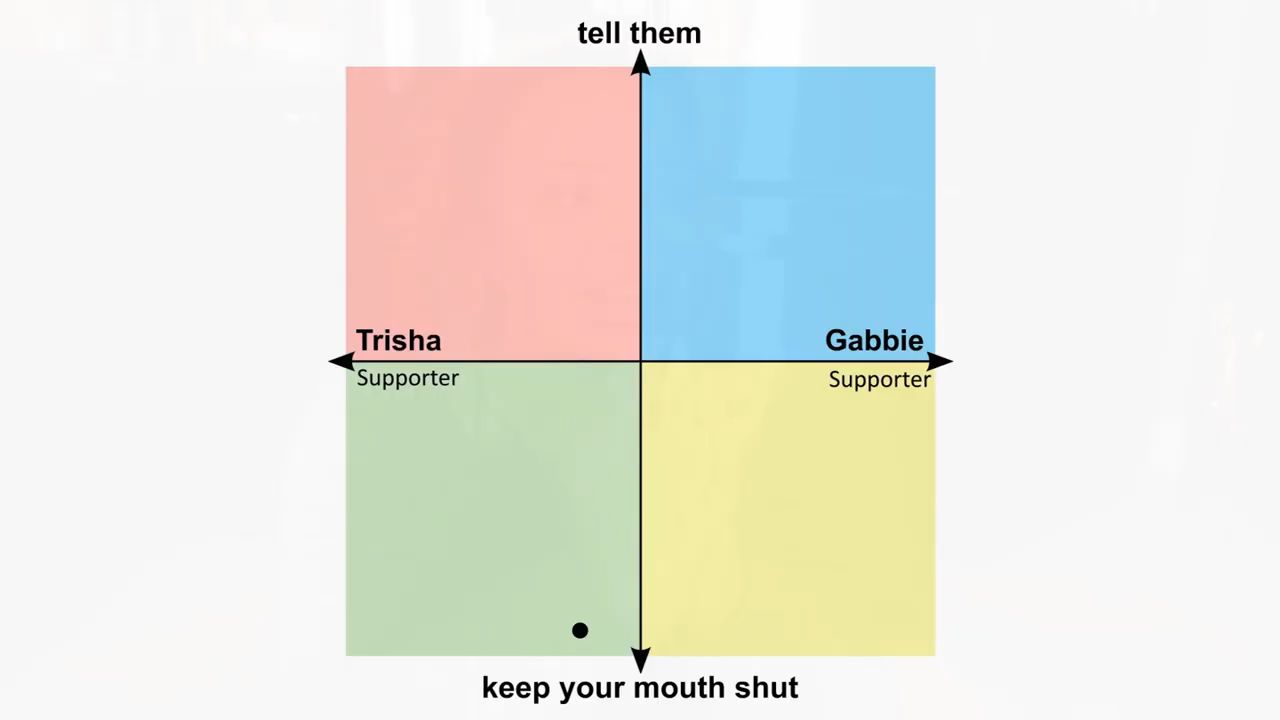 tell them
Trisha
Gabbie
Supporter
Supporter
keep your mouth shut